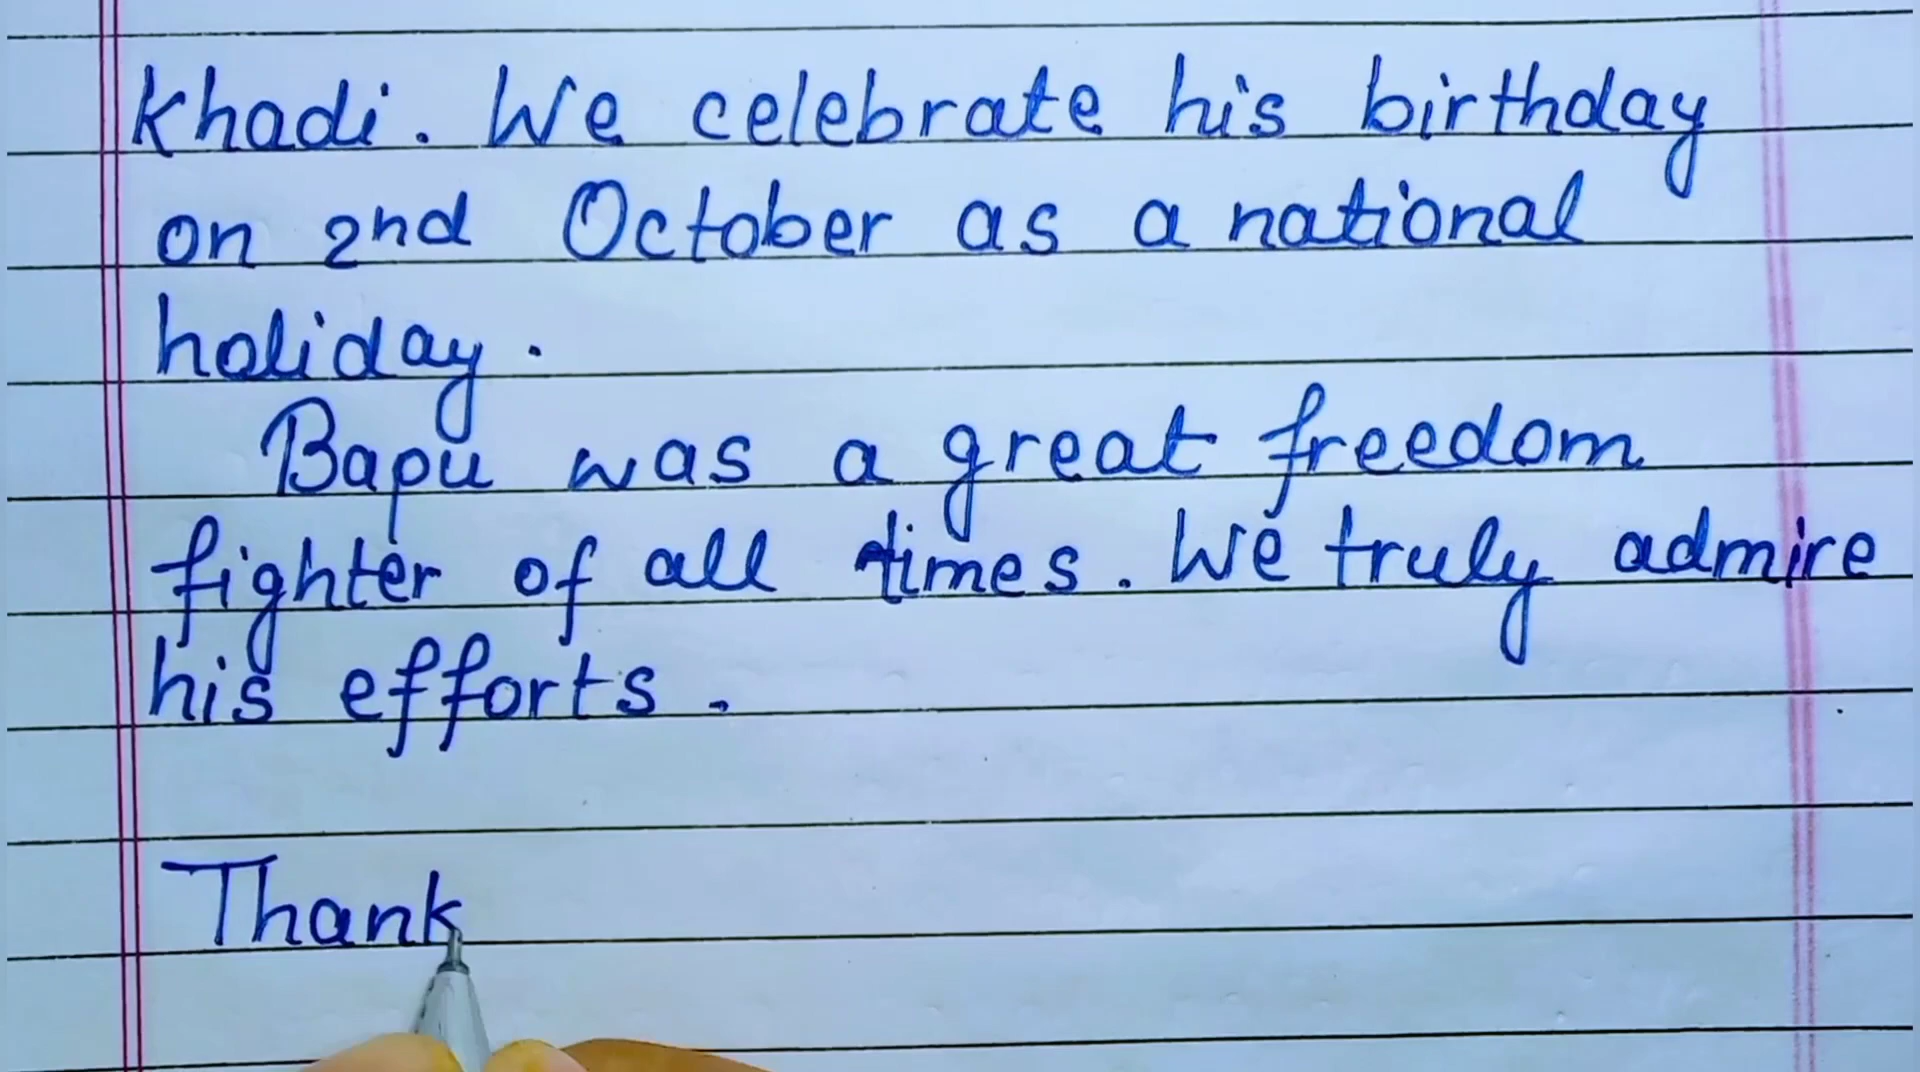 khadi. We celebrate his birthday
on 2nd October as a national
holiday.
Bapu was a great freedom
fighter of all times. We truly admire
his efforts.
Thank